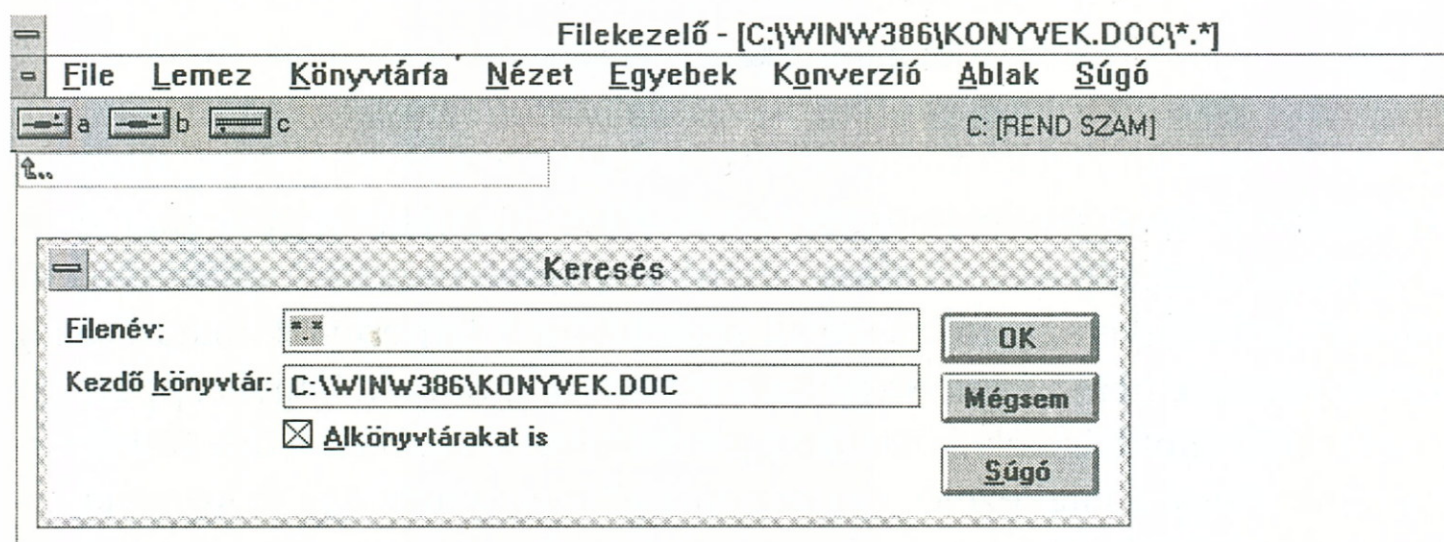 Filekezelő - [C:\WINW386\KONYVEK.DOC\*.*]
File Lemez Könyvtárfa Nézet Egyebek Konverzió Ablak Súgó
a b c C: [REND SZAM]
..
Keresés
Filenév: *.* OK
Kezdő könyvtár: C:\WINW386\KONYVEK.DOC Mégsem
Alkönyvtárakat is
Súgó